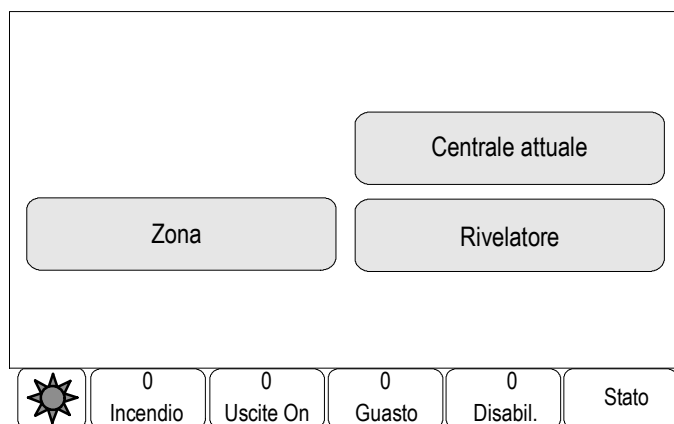 Centrale attuale
Zona
Rivelatore
0
Incendio
0
Uscite On
0
Guasto
0
Disabil.
Stato